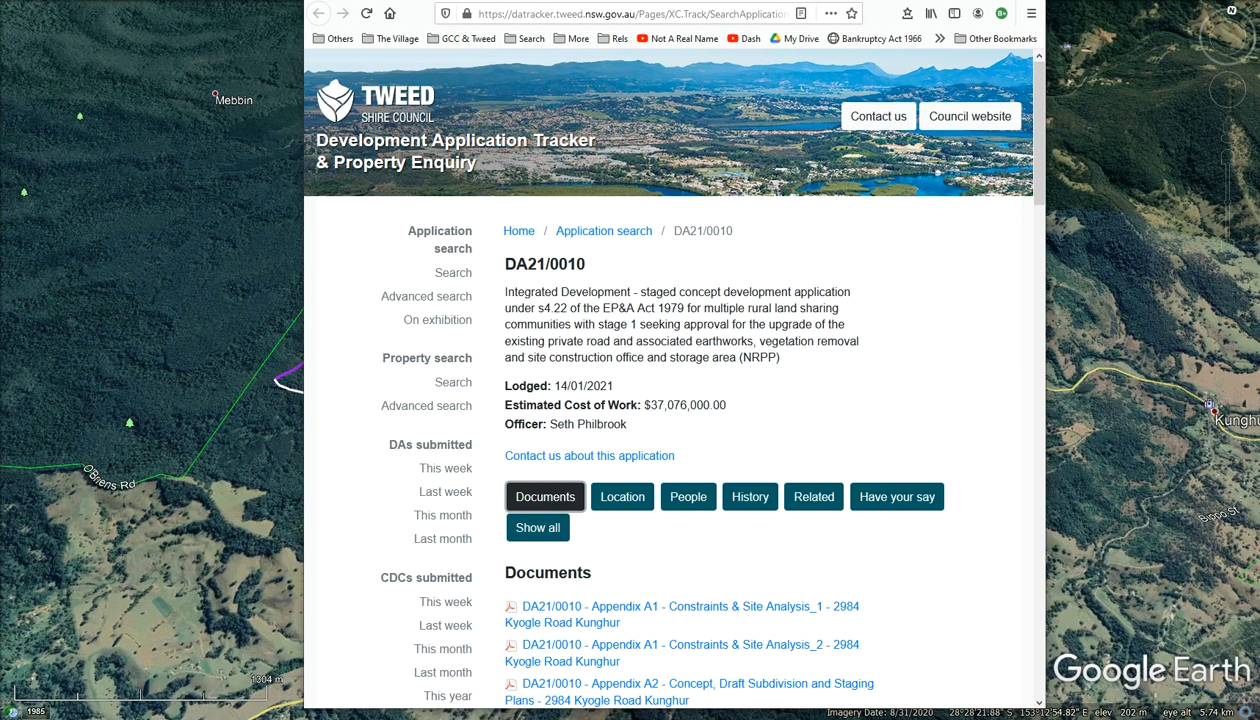 https://datracker.tweed.nsw.gov.au/Pages/XC.Track/SearchApplication
Others The Village GCC & Tweed Search More Rels Not A Real Name Dash My Drive Bankruptcy Act 1966 Other Bookmarks
TWEED
SHIRE COUNCIL
Development Application Tracker
& Property Enquiry
Contact us
Council website
Application
search
Search
Advanced search
On exhibition
Property search
Search
Advanced search
DAs submitted
This week
Last week
This month
Last month
CDCs submitted
This week
Last week
This month
Last month
This year
Home / Application search / DA21/0010
DA21/0010
Integrated Development - staged concept development application
under s4.22 of the EP&A Act 1979 for multiple rural land sharing
communities with stage 1 seeking approval for the upgrade of the
existing private road and associated earthworks, vegetation removal
and site construction office and storage area (NRPP)
Lodged: 14/01/2021
Estimated Cost of Work: $37,076,000.00
Officer: Seth Philbrook
Contact us about this application
Documents Location People History Related Have your say
Show all
Documents
DA21/0010 - Appendix A1 - Constraints & Site Analysis_1 - 2984
Kyogle Road Kunghur
DA21/0010 - Appendix A1 - Constraints & Site Analysis_2 - 2984
Kyogle Road Kunghur
DA21/0010 - Appendix A2 - Concept, Draft Subdivision and Staging
Plans - 2984 Kyogle Road Kunghur
Mebbin
O'Briens Rd
1304 m
1985
N
Kunghu
Google Earth
Imagery Date: 8/31/2020 28°28'21.88" S 153°12'54.82" E elev 202 m eye alt 5.74 km